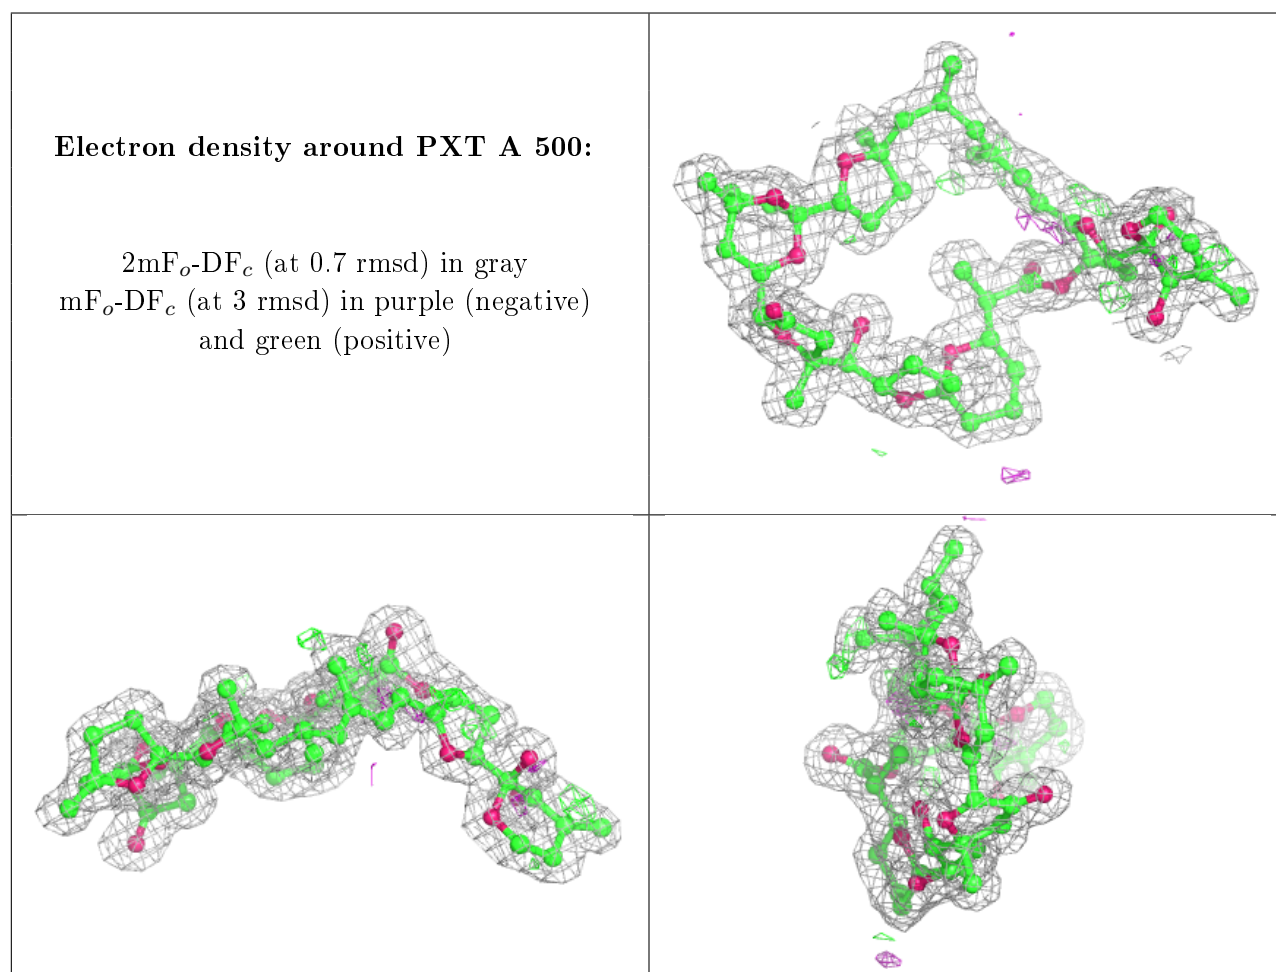 Electron density around PXT A 500:
2mFₒ-DF𝒸 (at 0.7 rmsd) in gray
mFₒ-DF𝒸 (at 3 rmsd) in purple (negative)
and green (positive)